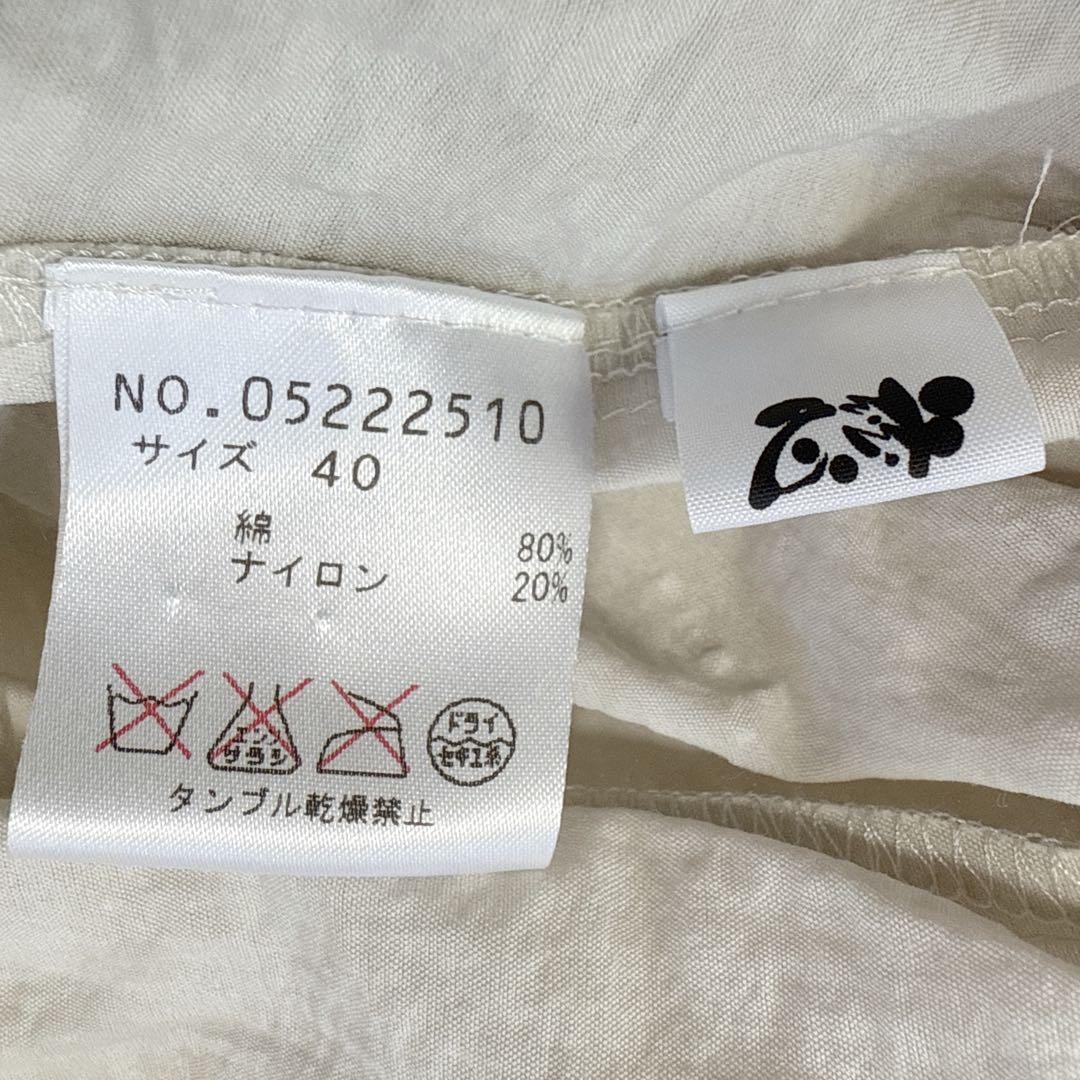 NO.05222510
サイズ 40
綿 80%
ナイロン 20%
エンソ
サラシ
ドライ
セキユ系
タンブル乾燥禁止